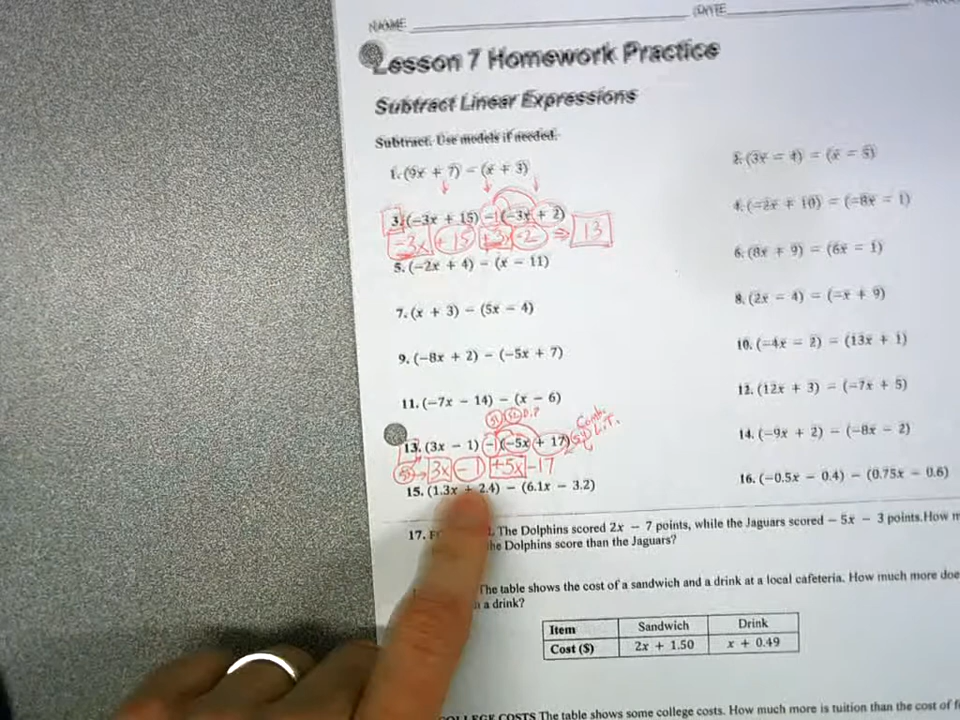 NAME DATE
Lesson 7 Homework Practice
Subtract Linear Expressions
Subtract. Use models if needed.
1. (9x + 7) − (x + 3)
2. (3x − 4) − (x − 5)
3. (−3x + 15) −1(−3x + 2)
−3x +15 +3x −2 ⇒ 13
4. (−2x + 10) − (−8x − 1)
5. (−2x + 4) − (x − 11)
6. (8x + 9) − (6x − 1)
7. (x + 3) − (5x − 4)
8. (2x − 4) − (−x + 9)
9. (−8x + 2) − (−5x + 7)
10. (−4x − 2) − (13x + 1)
11. (−7x − 14) − (x − 6)
12. (12x + 3) − (−7x + 5)
S1 S2 D.P Comb. L.T.
13. (3x − 1) − (−5x + 17)
3x −1 +5x −17
14. (−9x + 2) − (−8x − 2)
15. (1.3x + 2.4) − (6.1x − 3.2)
16. (−0.5x − 0.4) − (0.75x − 0.6)
17. The Dolphins scored 2x − 7 points, while the Jaguars scored − 5x − 3 points. How
the Dolphins score than the Jaguars?
The table shows the cost of a sandwich and a drink at a local cafeteria. How much more
a drink?
Item Sandwich Drink
Cost ($) 2x + 1.50 x + 0.49
COLLEGE COSTS The table shows some college costs. How much more is tuition than the cost of